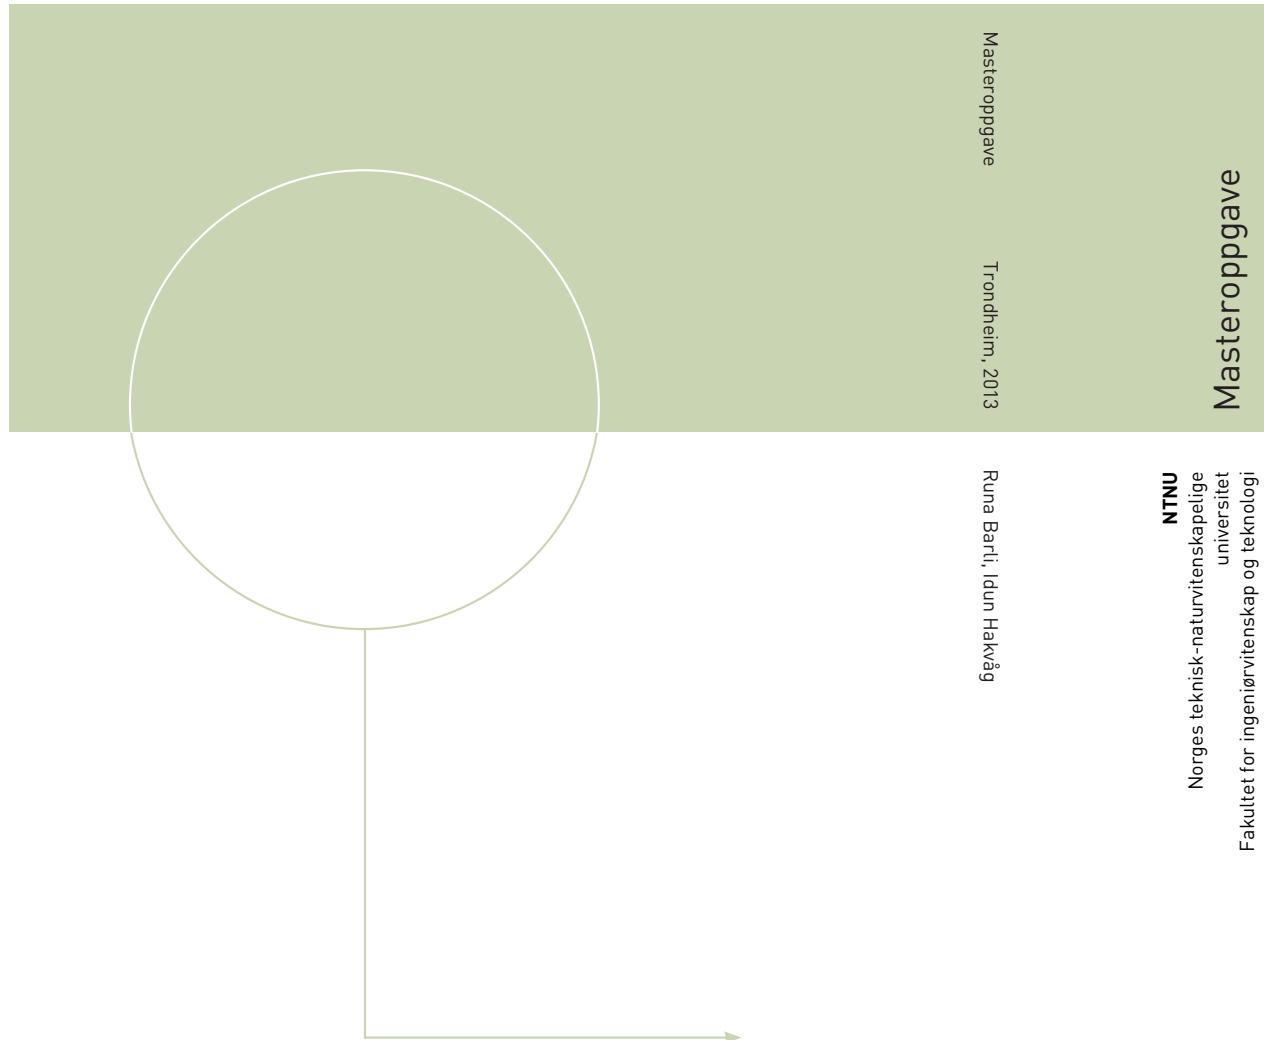 Masteroppgave
Trondheim, 2013
Runa Barli, Idun Hakvåg
Masteroppgave
NTNU
Norges teknisk-naturvitenskapelige
universitet
Fakultet for ingeniørvitenskap og teknologi